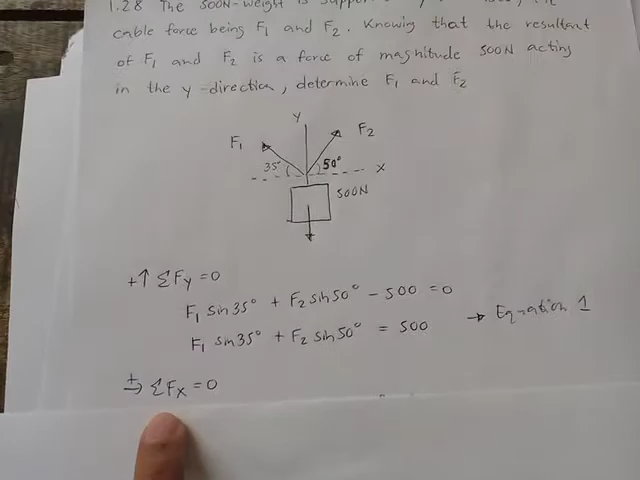 1.28 The 500N-weight is
cable force being F₁ and F₂. Knowig that the resultant
of F₁ and F₂ is a force of magnitude 500N acting
in the y-direction, determine F₁ and F₂
Y
F₁ F₂
35° 50° X
500N
+↑ ΣFy = 0
F₁ sin35° + F₂ sin50° - 500 = 0
F₁ sin35° + F₂ sin50° = 500 → Equation 1
+→ ΣFx = 0